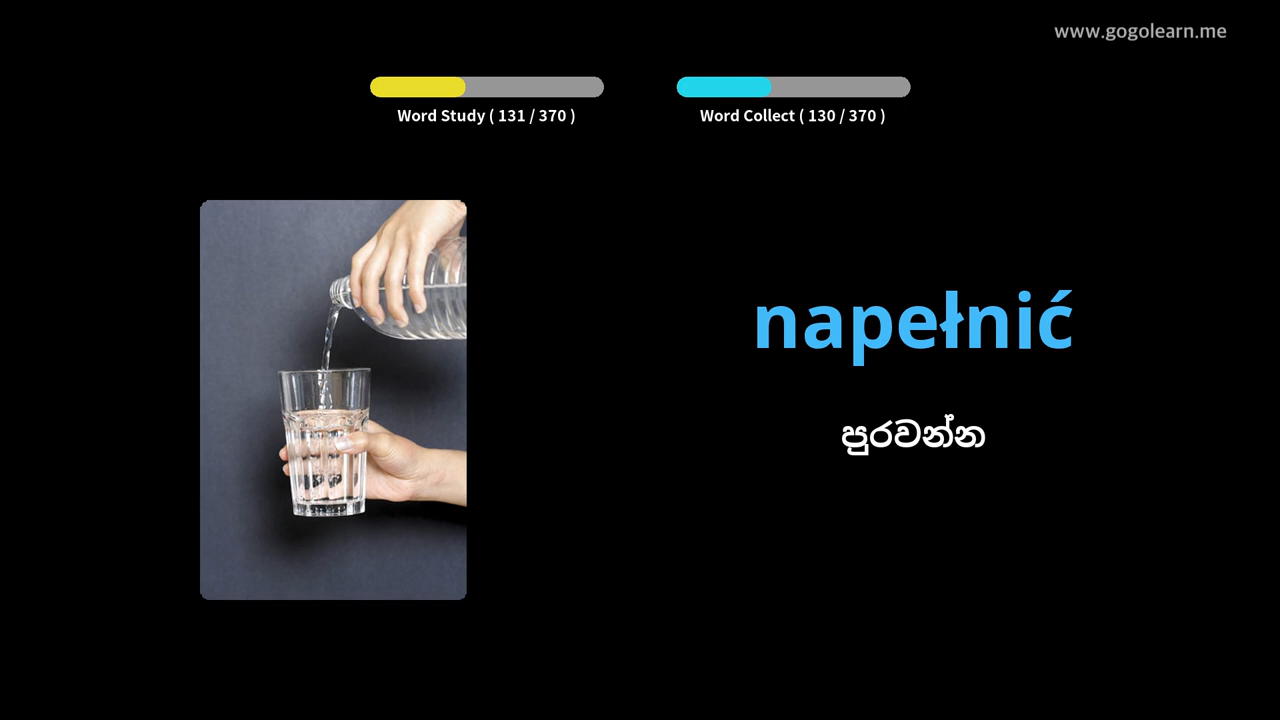 www.gogolearn.me
Word Study ( 131 / 370 )
Word Collect ( 130 / 370 )
napełnić
පුරවන්න